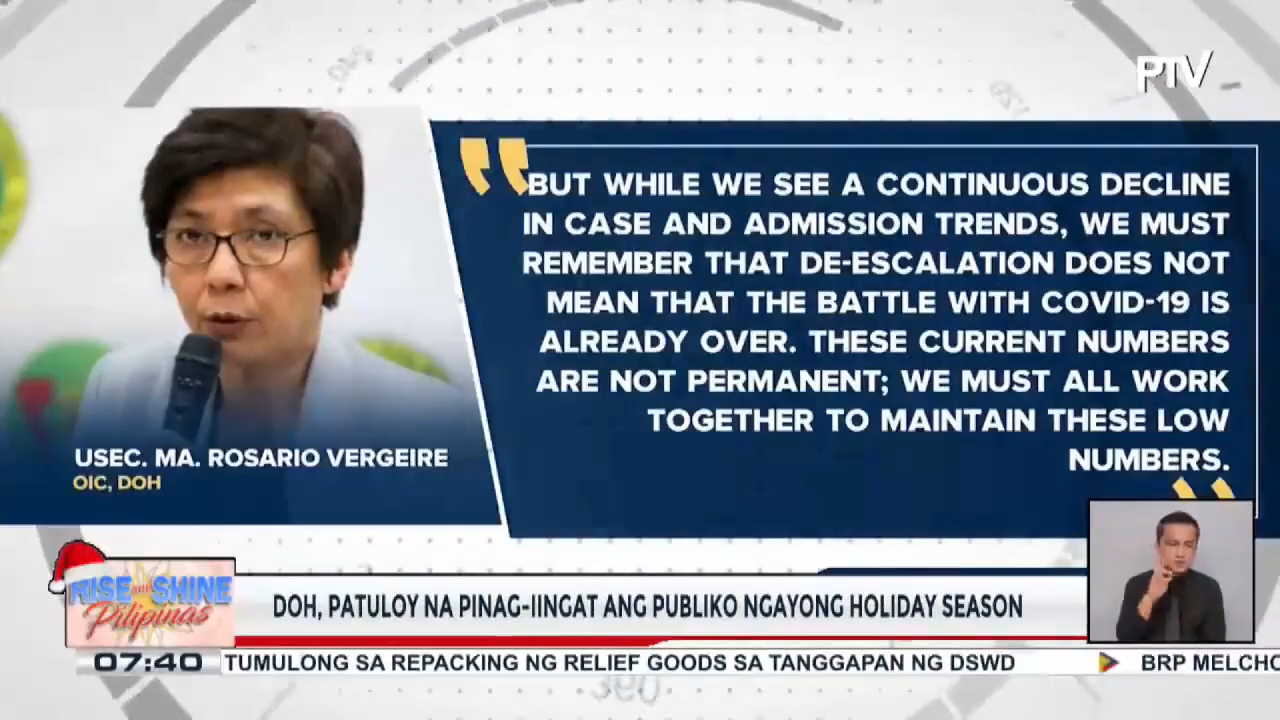 PTV
BUT WHILE WE SEE A CONTINUOUS DECLINE
IN CASE AND ADMISSION TRENDS, WE MUST
REMEMBER THAT DE-ESCALATION DOES NOT
MEAN THAT THE BATTLE WITH COVID-19 IS
ALREADY OVER. THESE CURRENT NUMBERS
ARE NOT PERMANENT; WE MUST ALL WORK
TOGETHER TO MAINTAIN THESE LOW
NUMBERS.
USEC. MA. ROSARIO VERGEIRE
OIC, DOH
RISE and SHINE
Pilipinas
DOH, PATULOY NA PINAG-IINGAT ANG PUBLIKO NGAYONG HOLIDAY SEASON
07:40
TUMULONG SA REPACKING NG RELIEF GOODS SA TANGGAPAN NG DSWD
BRP MELCHO